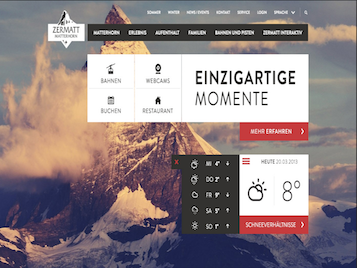 SOMMER WINTER NEWS / EVENTS KONTAKT SERVICE LOGIN SPRACHE
ZERMATT
MATTERHORN
MATTERHORN ERLEBNIS AUFENTHALT FAMILIEN BAHNEN UND PISTEN ZERMATT INTERAKTIV
BAHNEN WEBCAMS
BUCHEN RESTAURANT
EINZIGARTIGE
MOMENTE
MEHR ERFAHREN
X
MI 4°
DO 2°
FR 9°
SA 5°
SO 1°
HEUTE 20.03.2013
8°
SCHNEEVERHÄLTNISSE